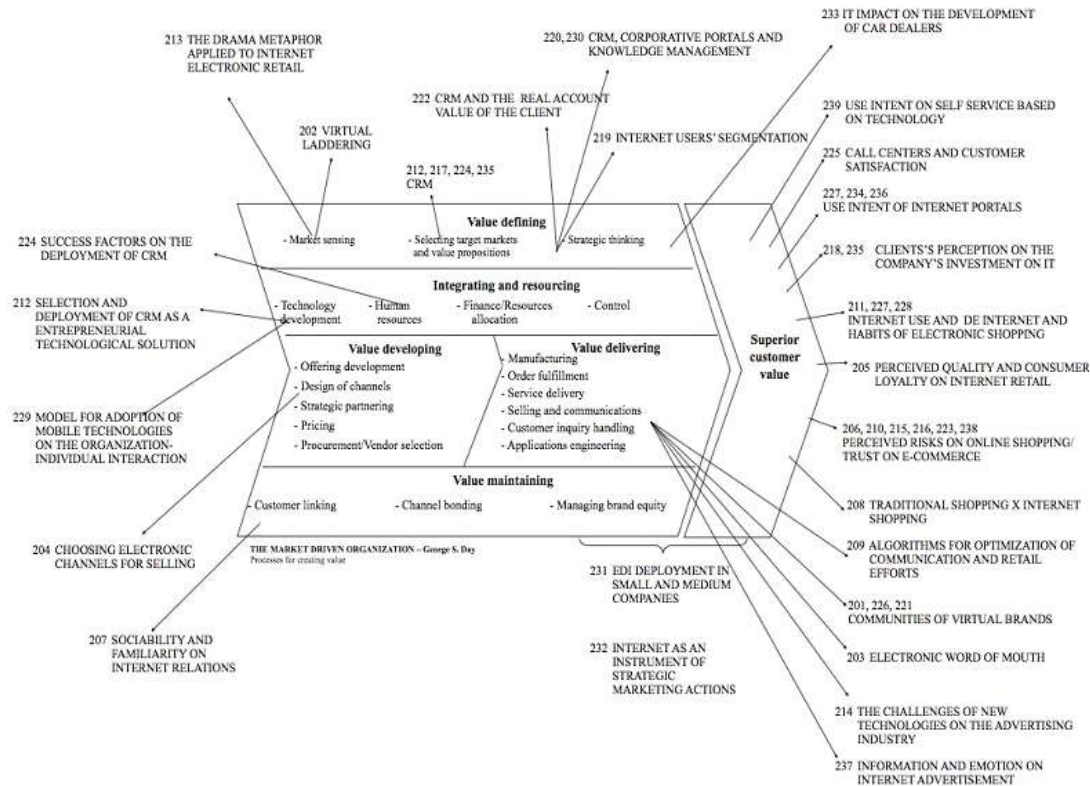 213 THE DRAMA METAPHOR
APPLIED TO INTERNET
ELECTRONIC RETAIL
202 VIRTUAL
LADDERING
222 CRM AND THE REAL ACCOUNT
VALUE OF THE CLIENT
220, 230 CRM, CORPORATIVE PORTALS AND
KNOWLEDGE MANAGEMENT
219 INTERNET USERS' SEGMENTATION
212, 217, 224, 235
CRM
233 IT IMPACT ON THE DEVELOPMENT
OF CAR DEALERS
239 USE INTENT ON SELF SERVICE BASED
ON TECHNOLOGY
225 CALL CENTERS AND CUSTOMER
SATISFACTION
227, 234, 236
USE INTENT OF INTERNET PORTALS
218, 235 CLIENTS'S PERCEPTION ON THE
COMPANY'S INVESTMENT ON IT
211, 227, 228
INTERNET USE AND DE INTERNET AND
HABITS OF ELECTRONIC SHOPPING
205 PERCEIVED QUALITY AND CONSUMER
LOYALTY ON INTERNET RETAIL
206, 210, 215, 216, 223, 238
PERCEIVED RISKS ON ONLINE SHOPPING/
TRUST ON E-COMMERCE
208 TRADITIONAL SHOPPING X INTERNET
SHOPPING
209 ALGORITHMS FOR OPTIMIZATION OF
COMMUNICATION AND RETAIL
EFFORTS
201, 226, 221
COMMUNITIES OF VIRTUAL BRANDS
203 ELECTRONIC WORD OF MOUTH
214 THE CHALLENGES OF NEW
TECHNOLOGIES ON THE ADVERTISING
INDUSTRY
237 INFORMATION AND EMOTION ON
INTERNET ADVERTISEMENT
224 SUCCESS FACTORS ON THE
DEPLOYMENT OF CRM
212 SELECTION AND
DEPLOYMENT OF CRM AS A
ENTREPRENEURIAL
TECHNOLOGICAL SOLUTION
229 MODEL FOR ADOPTION OF
MOBILE TECHNOLOGIES
ON THE ORGANIZATION-
INDIVIDUAL INTERACTION
204 CHOOSING ELECTRONIC
CHANNELS FOR SELLING
207 SOCIABILITY AND
FAMILIARITY ON
INTERNET RELATIONS
Value defining
- Market sensing
- Selecting target markets
and value propositions
- Strategic thinking
Integrating and resourcing
- Technology
development
- Human
resources
- Finance/Resources
allocation
- Control
Value developing
- Offering development
- Design of channels
- Strategic partnering
- Pricing
- Procurement/Vendor selection
Value delivering
- Manufacturing
- Order fulfillment
- Service delivery
- Selling and communications
- Customer inquiry handling
- Applications engineering
Superior
customer
value
Value maintaining
- Customer linking
- Channel bonding
- Managing brand equity
THE MARKET DRIVEN ORGANIZATION – George S. Day
Processes for creating value
231 EDI DEPLOYMENT IN
SMALL AND MEDIUM
COMPANIES
232 INTERNET AS AN
INSTRUMENT OF
STRATEGIC
MARKETING ACTIONS